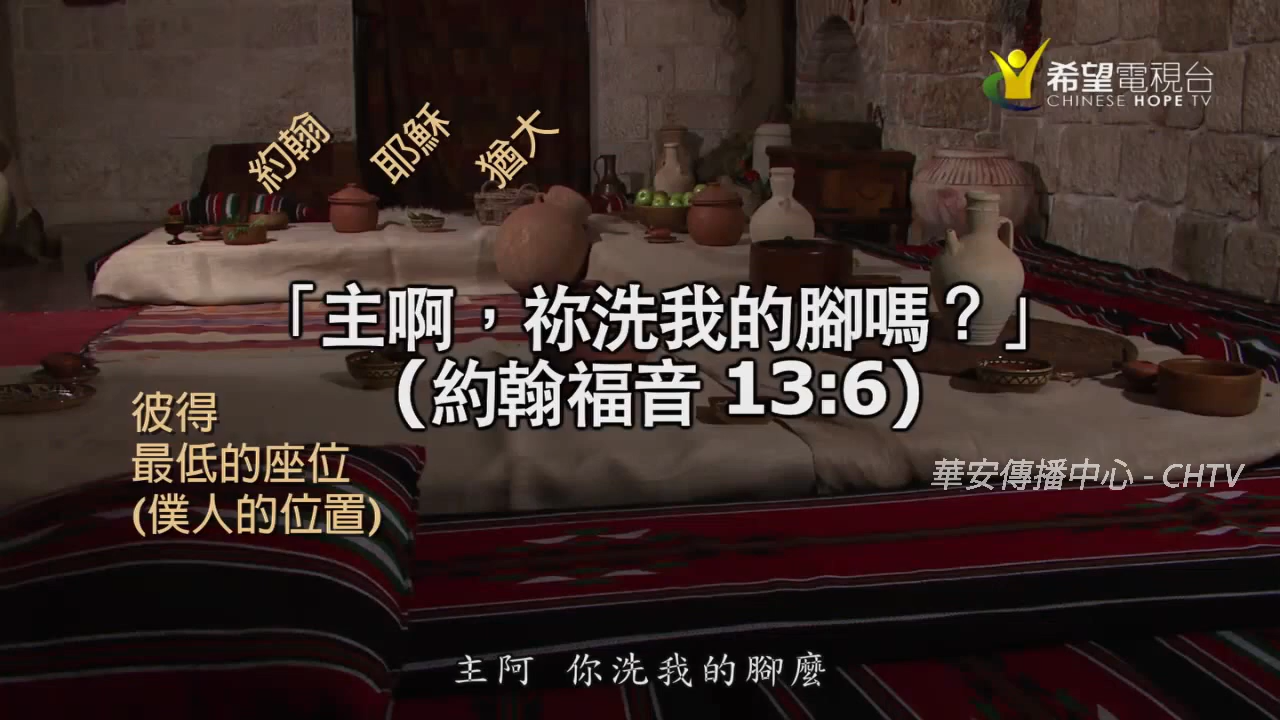 希望電視台
CHINESE HOPE TV
約翰
耶穌
猶大
「主啊，祢洗我的腳嗎？」
(約翰福音 13:6)
彼得
最低的座位
(僕人的位置)
華安傳播中心 - CHTV
主阿 你洗我的腳麼